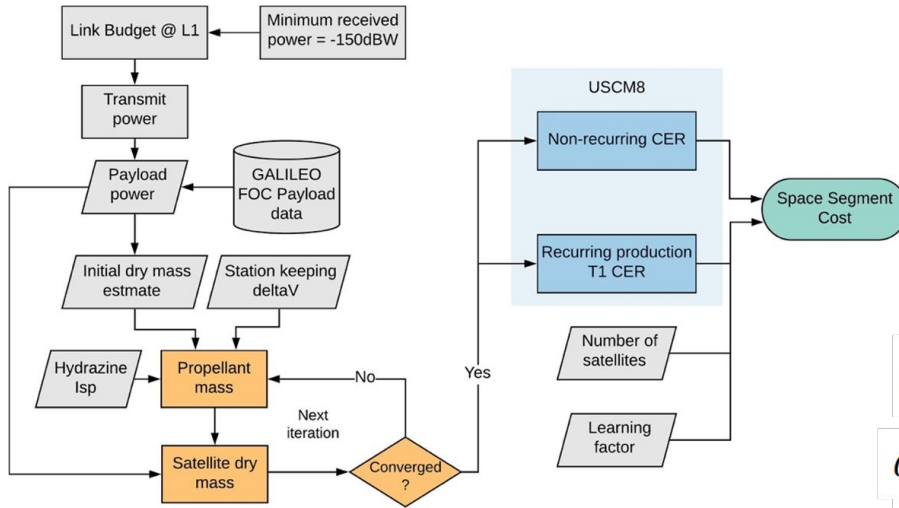 Link Budget @ L1
Minimum received
power = -150dBW
Transmit
power
Payload
power
GALILEO
FOC Payload
data
Initial dry mass
estmate
Station keeping
deltaV
Hydrazine
Isp
Propellant
mass
No
Next
iteration
Satellite dry
mass
Converged
?
Yes
USCM8
Non-recurring CER
Recurring production
T1 CER
Space Segment
Cost
Number of
satellites
Learning
factor